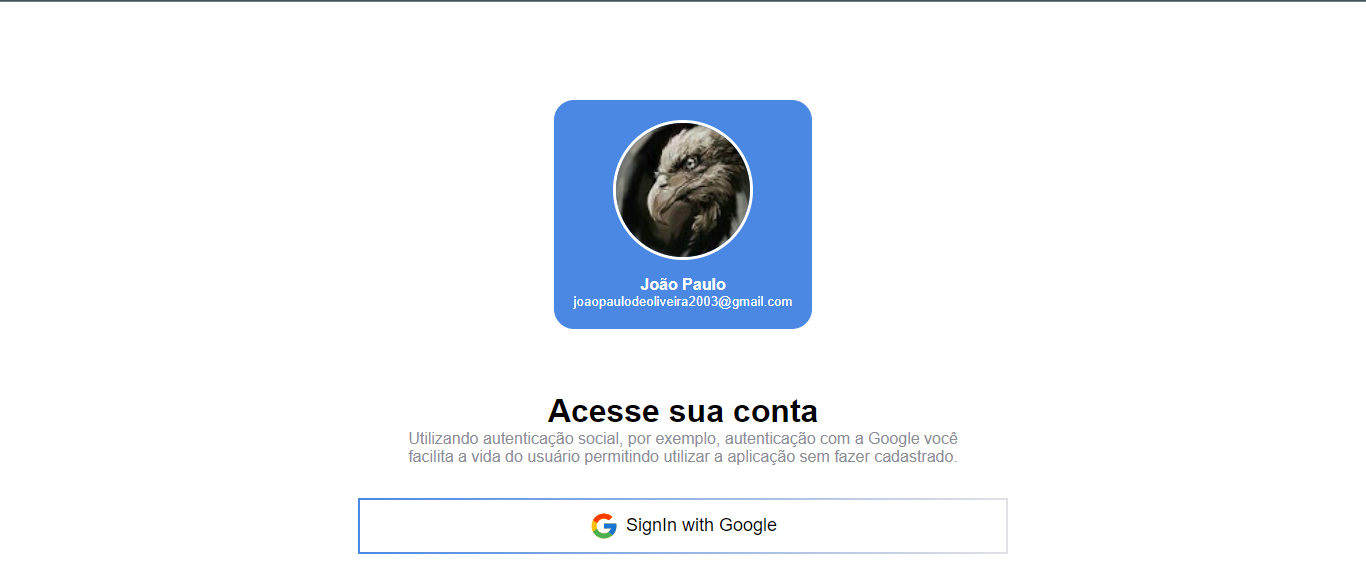 João Paulo
joaopaulodeoliveira2003@gmail.com
Acesse sua conta
Utilizando autenticação social, por exemplo, autenticação com a Google você
facilita a vida do usuário permitindo utilizar a aplicação sem fazer cadastrado.
SignIn with Google